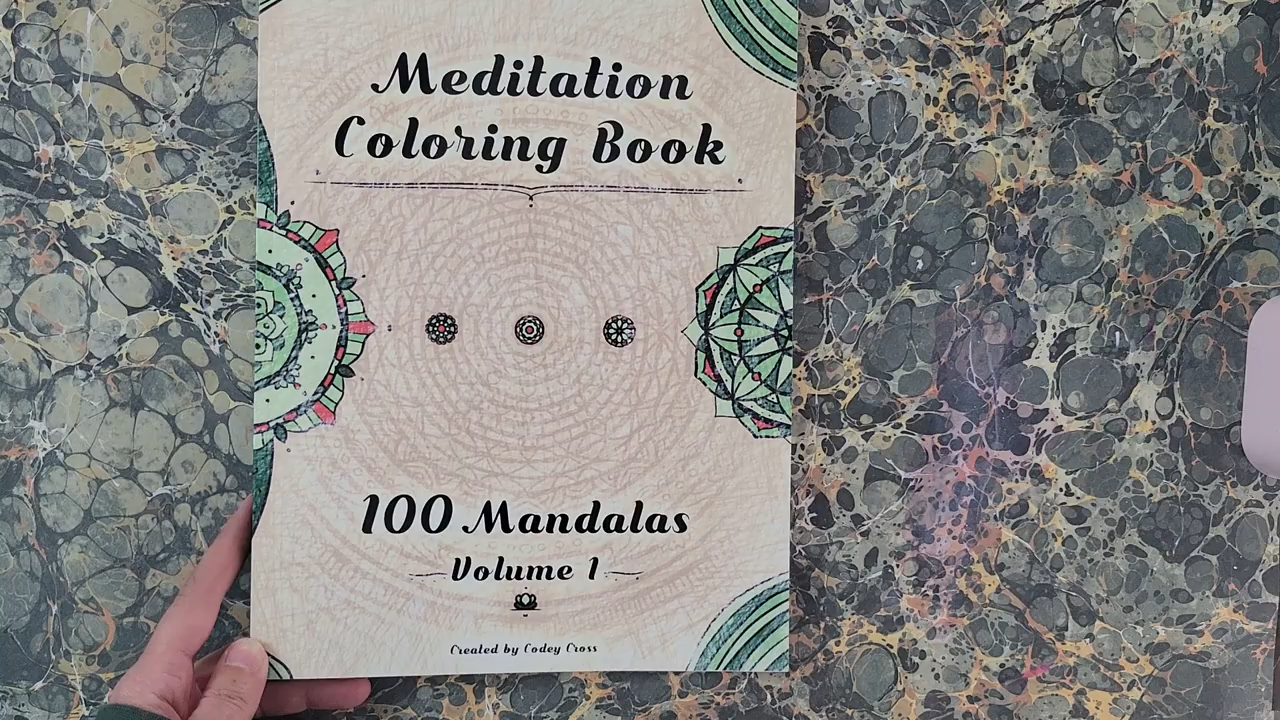 Meditation
Coloring Book
100 Mandalas
Volume 1
Created by Codey Cross